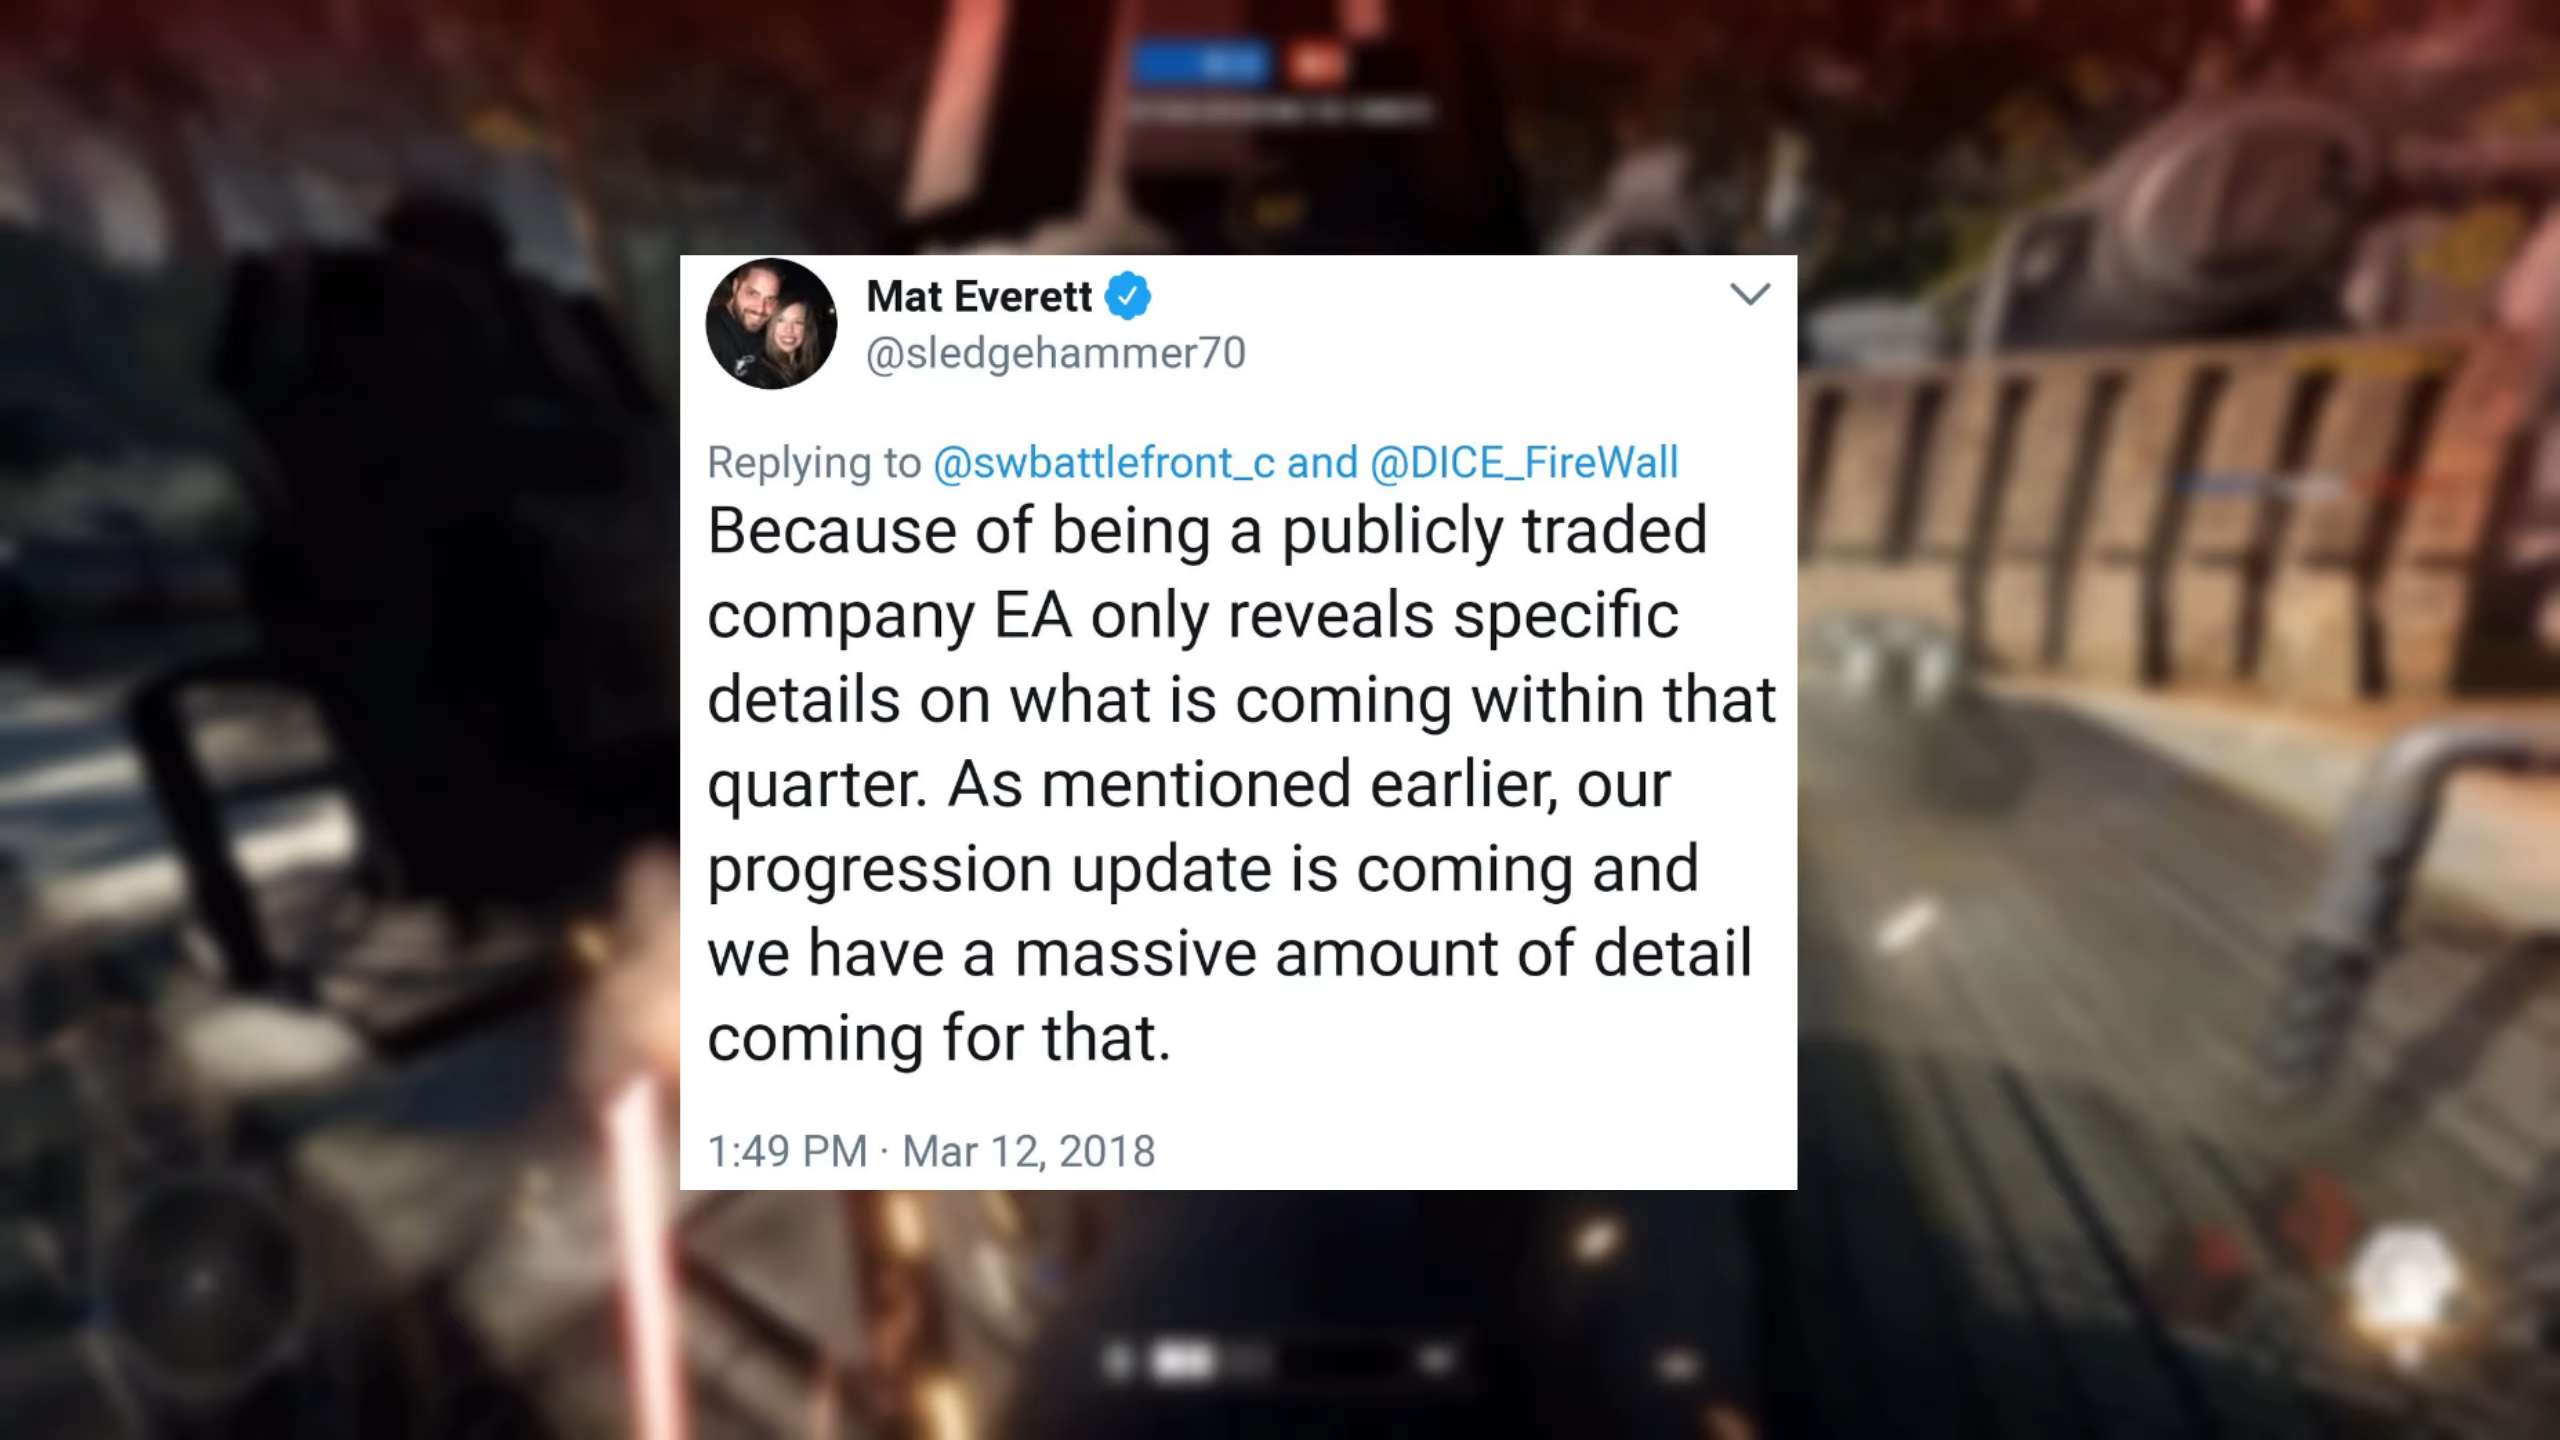 Mat Everett
@sledgehammer70
Replying to @swbattlefront_c and @DICE_FireWall
Because of being a publicly traded
company EA only reveals specific
details on what is coming within that
quarter. As mentioned earlier, our
progression update is coming and
we have a massive amount of detail
coming for that.
1:49 PM · Mar 12, 2018